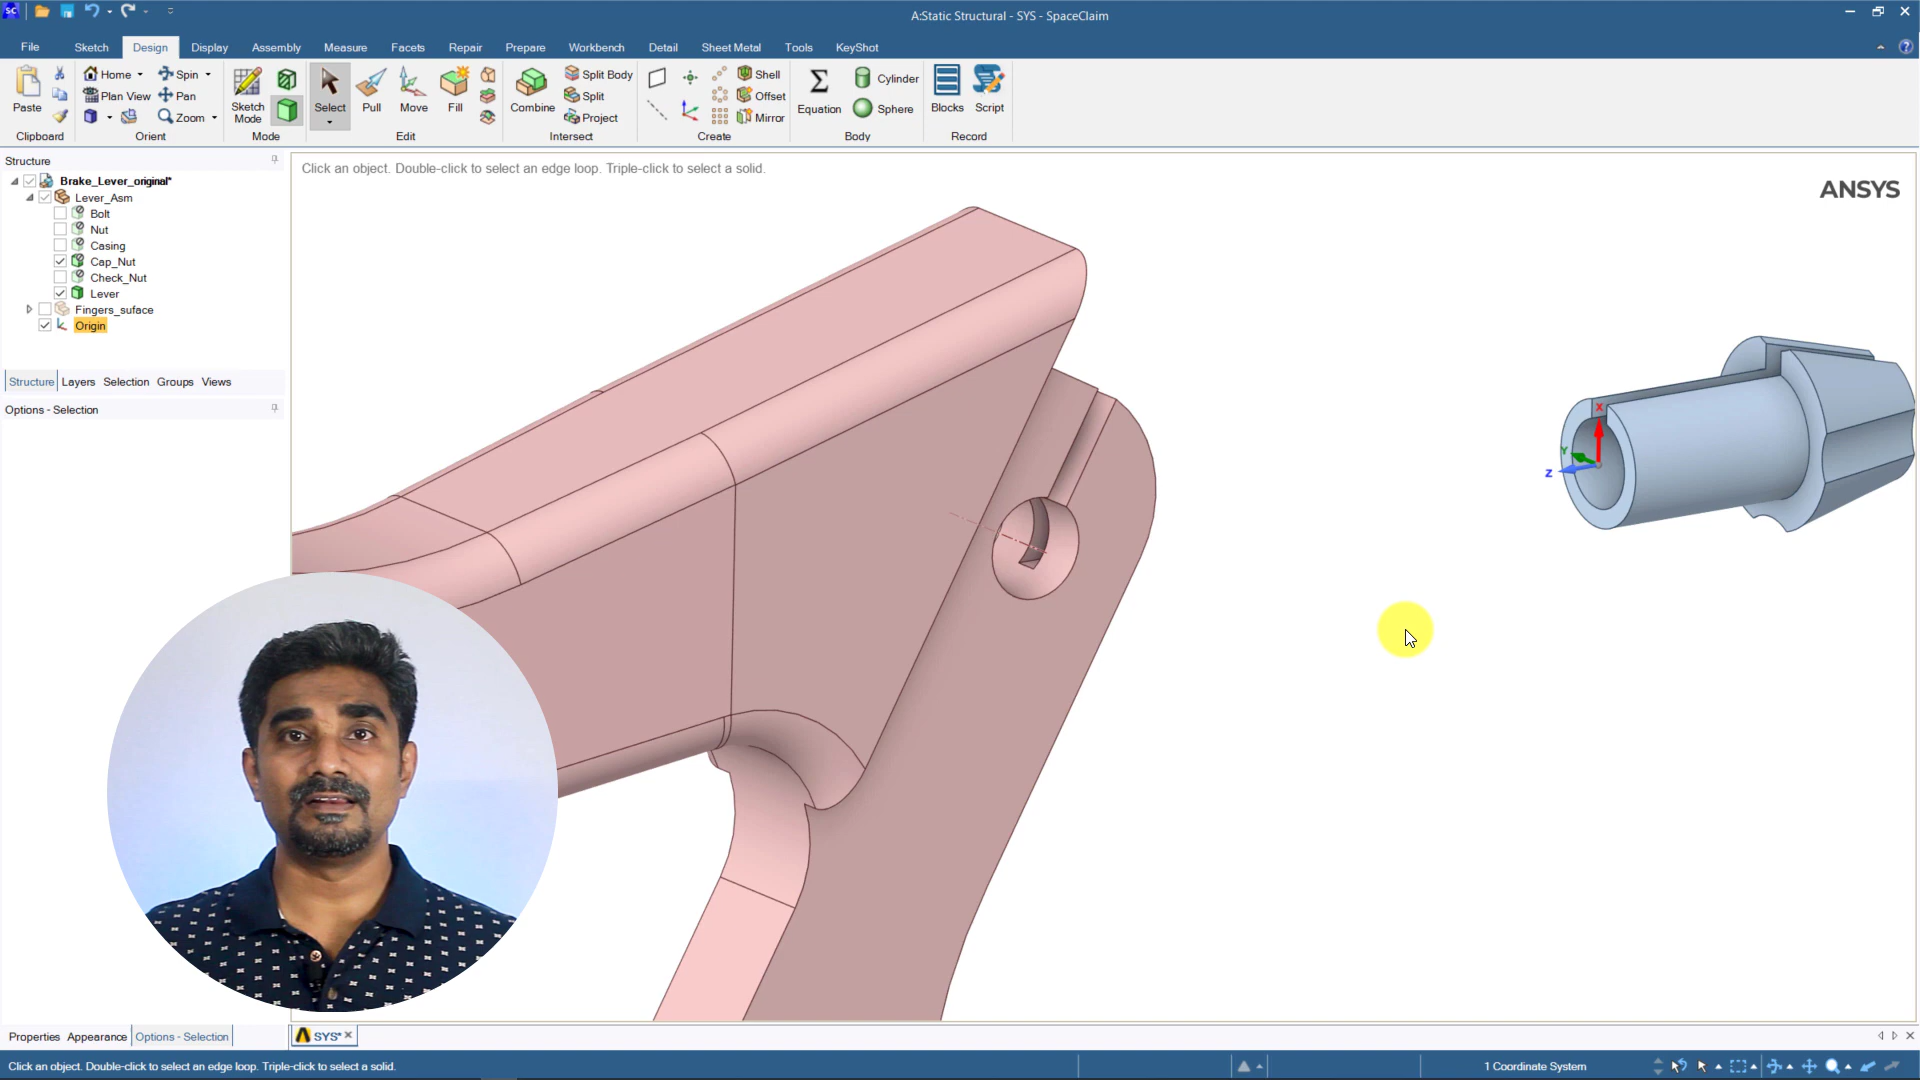 SC
A:Static Structural - SYS - SpaceClaim
File Sketch Design Display Assembly Measure Facets Repair Prepare Workbench Detail Sheet Metal Tools KeyShot
Paste
Clipboard
Home Spin
Plan View Pan
Zoom
Orient
Sketch Mode
Mode
Select Pull Move Fill
Edit
Combine
Split Body
Split
Project
Intersect
Shell
Offset
Mirror
Create
Equation
Cylinder
Sphere
Body
Blocks Script
Record
Structure
Brake_Lever_original*
Lever_Asm
Bolt
Nut
Casing
Cap_Nut
Check_Nut
Lever
Fingers_suface
Origin
Structure Layers Selection Groups Views
Options - Selection
Click an object. Double-click to select an edge loop. Triple-click to select a solid.
ANSYS
X
Y
Z
Properties Appearance Options - Selection
SYS*
Click an object. Double-click to select an edge loop. Triple-click to select a solid.
1 Coordinate System